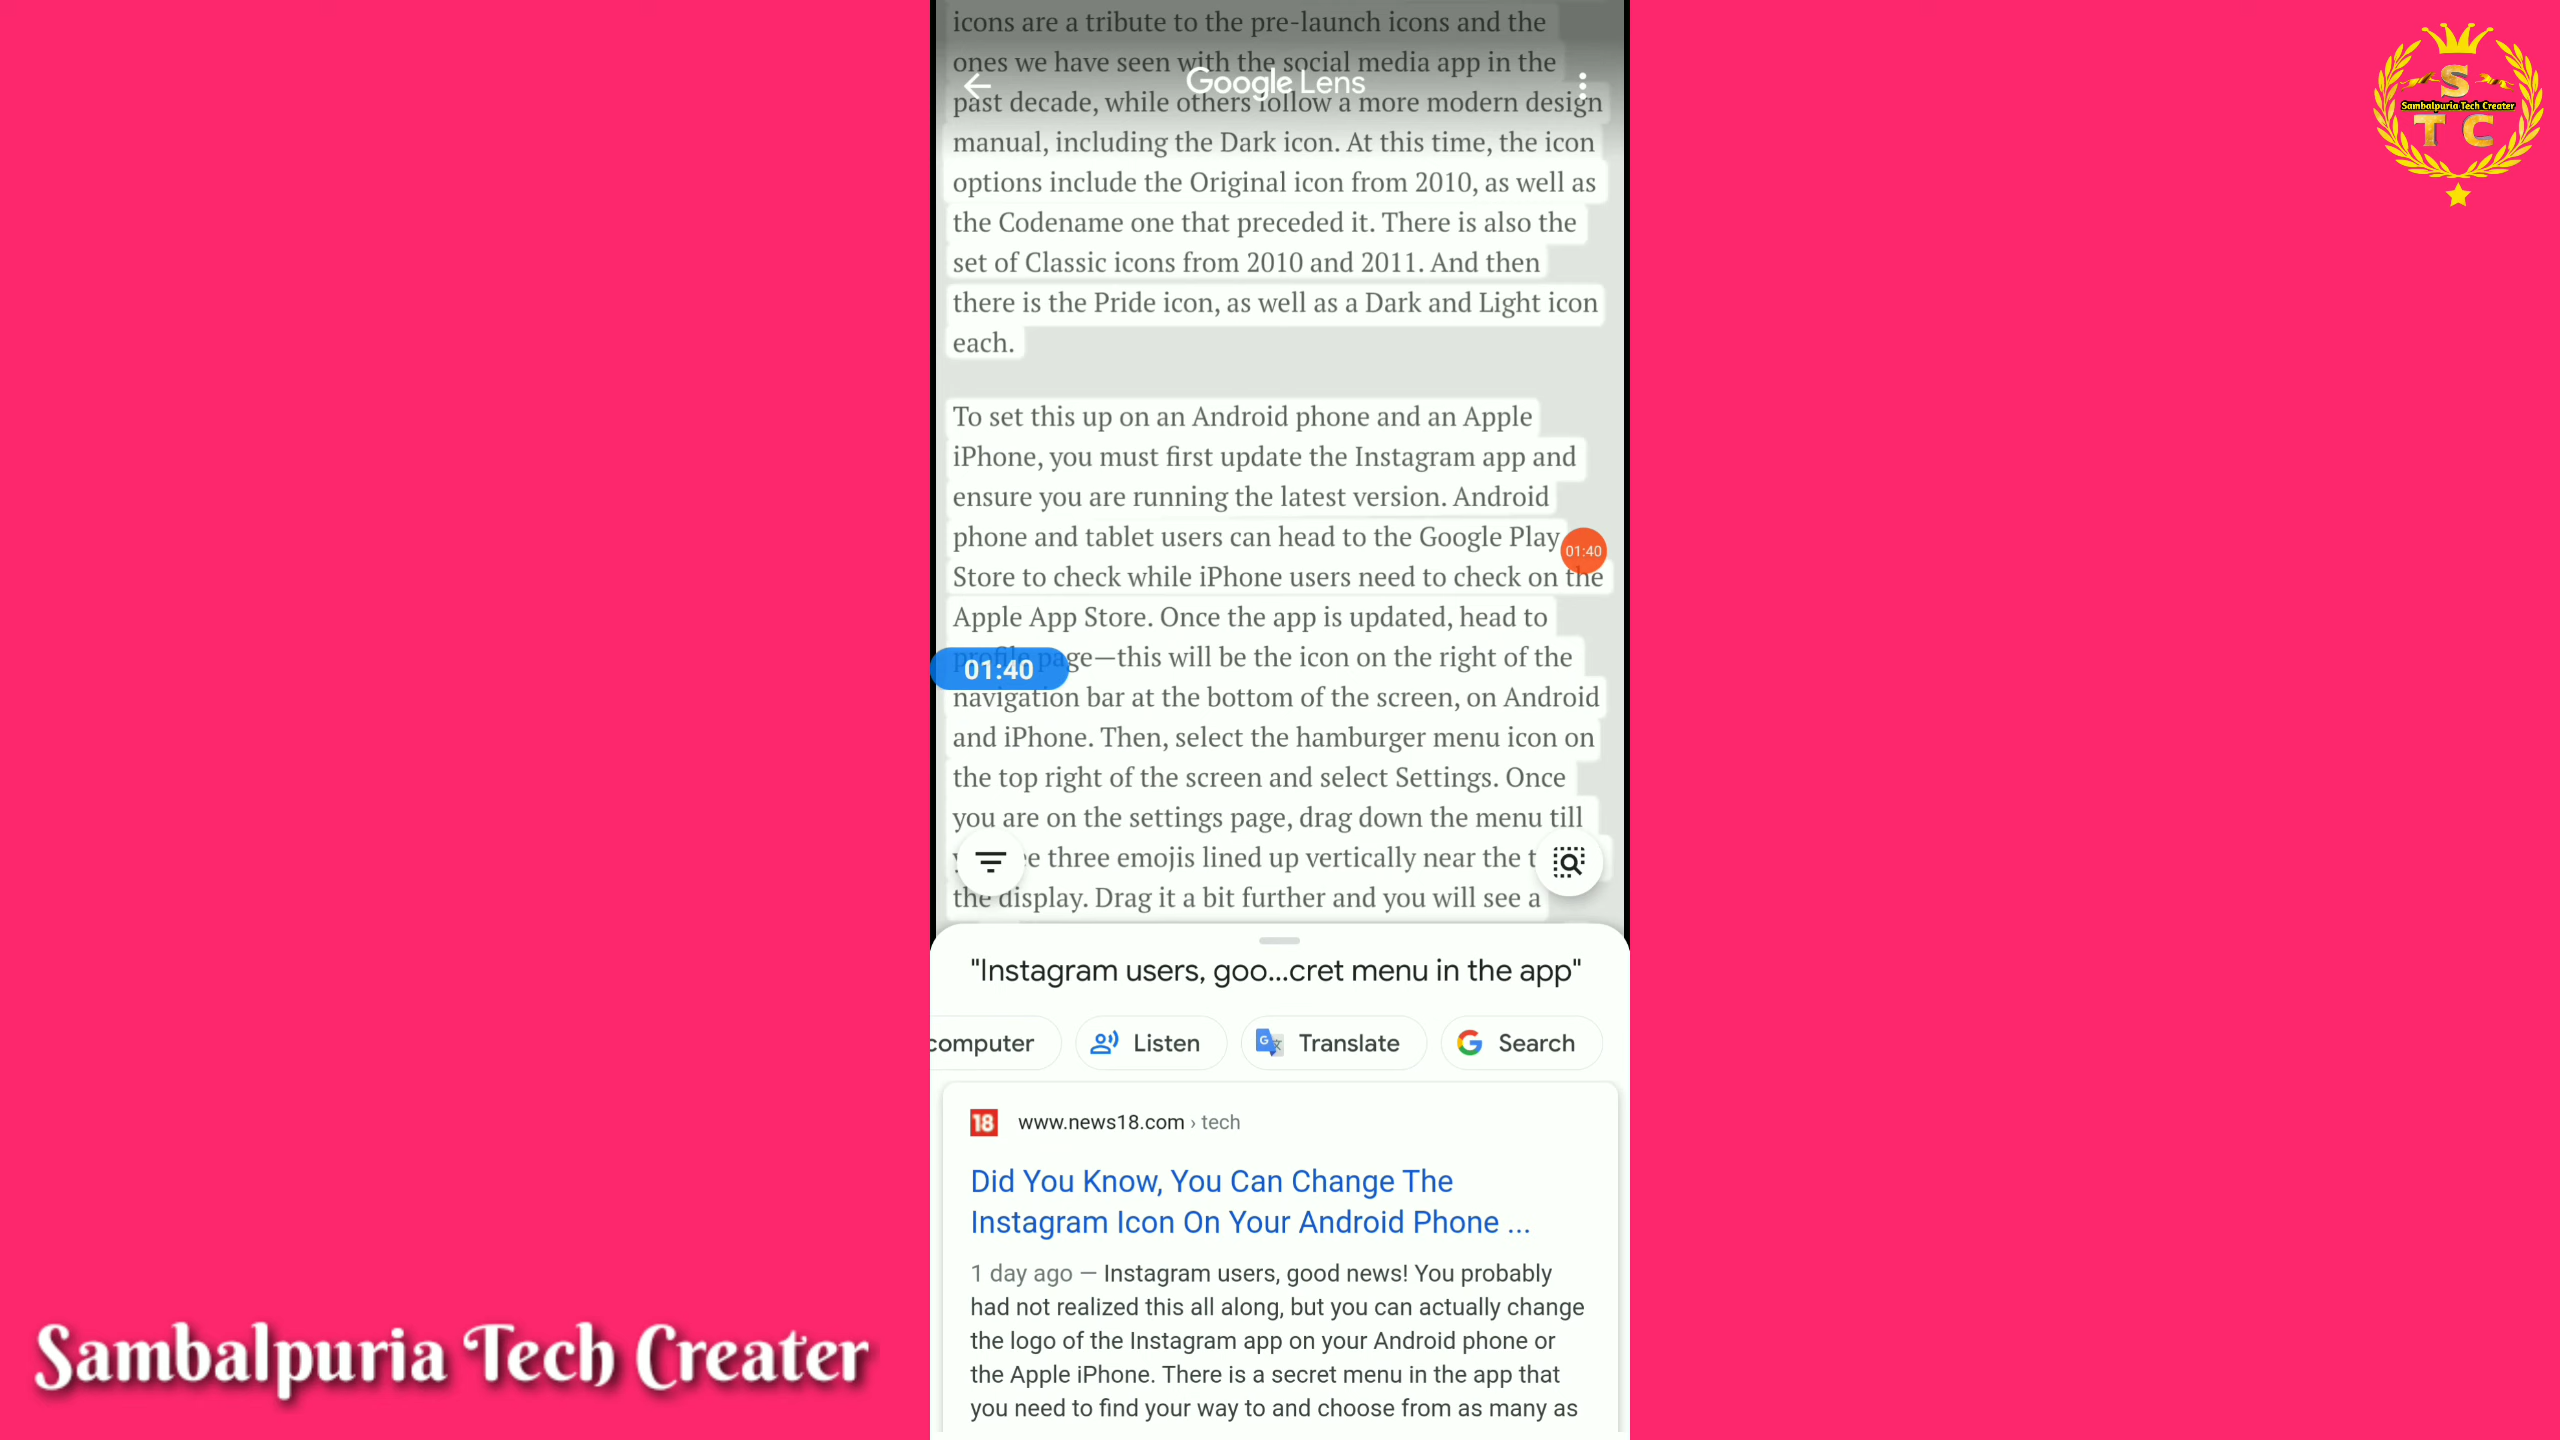 icons are a tribute to the pre-launch icons and the
ones we have seen with the social media app in the
Google Lens
past decade, while others follow a more modern design
manual, including the Dark icon. At this time, the icon
options include the Original icon from 2010, as well as
the Codename one that preceded it. There is also the
set of Classic icons from 2010 and 2011. And then
there is the Pride icon, as well as a Dark and Light icon
each.
To set this up on an Android phone and an Apple
iPhone, you must first update the Instagram app and
ensure you are running the latest version. Android
phone and tablet users can head to the Google Play
01:40
Store to check while iPhone users need to check on the
Apple App Store. Once the app is updated, head to
profile page—this will be the icon on the right of the
01:40
navigation bar at the bottom of the screen, on Android
and iPhone. Then, select the hamburger menu icon on
the top right of the screen and select Settings. Once
you are on the settings page, drag down the menu till
three emojis lined up vertically near the
the display. Drag it a bit further and you will see a
"Instagram users, goo...cret menu in the app"
computer
Listen
Translate
Search
18
www.news18.com › tech
Did You Know, You Can Change The
Instagram Icon On Your Android Phone ...
1 day ago — Instagram users, good news! You probably
had not realized this all along, but you can actually change
the logo of the Instagram app on your Android phone or
the Apple iPhone. There is a secret menu in the app that
you need to find your way to and choose from as many as
S
Sambalpuria Tech Creater
T C
Sambalpuria Tech Creater